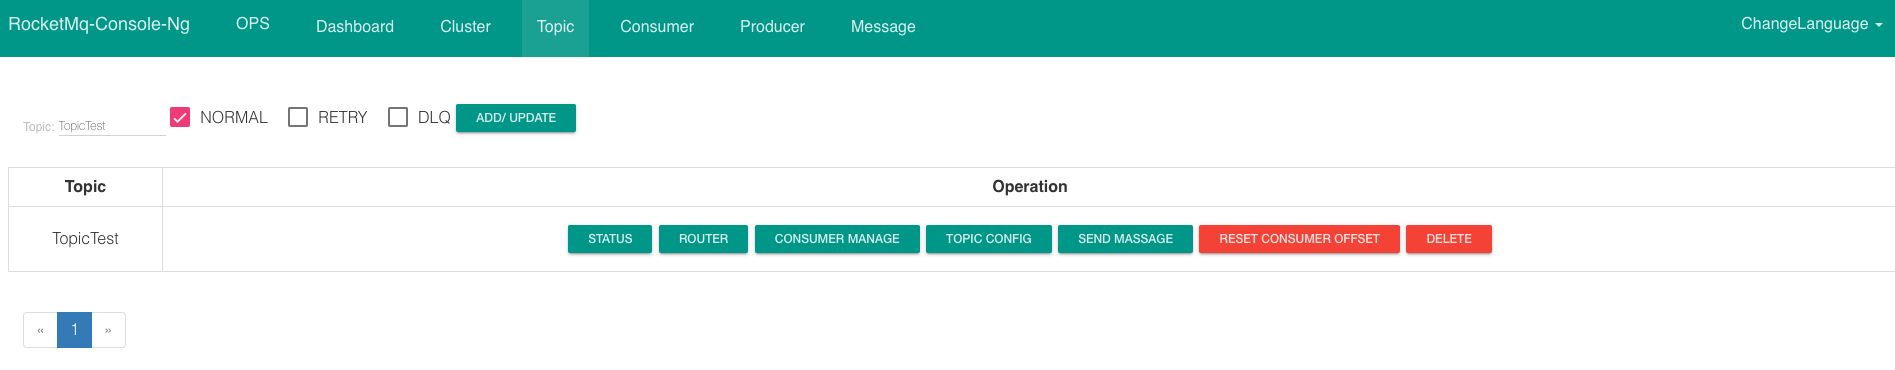 RocketMq-Console-Ng OPS Dashboard Cluster Topic Consumer Producer Message ChangeLanguage
Topic: TopicTest NORMAL RETRY DLQ ADD/ UPDATE
Topic Operation
TopicTest STATUS ROUTER CONSUMER MANAGE TOPIC CONFIG SEND MASSAGE RESET CONSUMER OFFSET DELETE
« 1 »